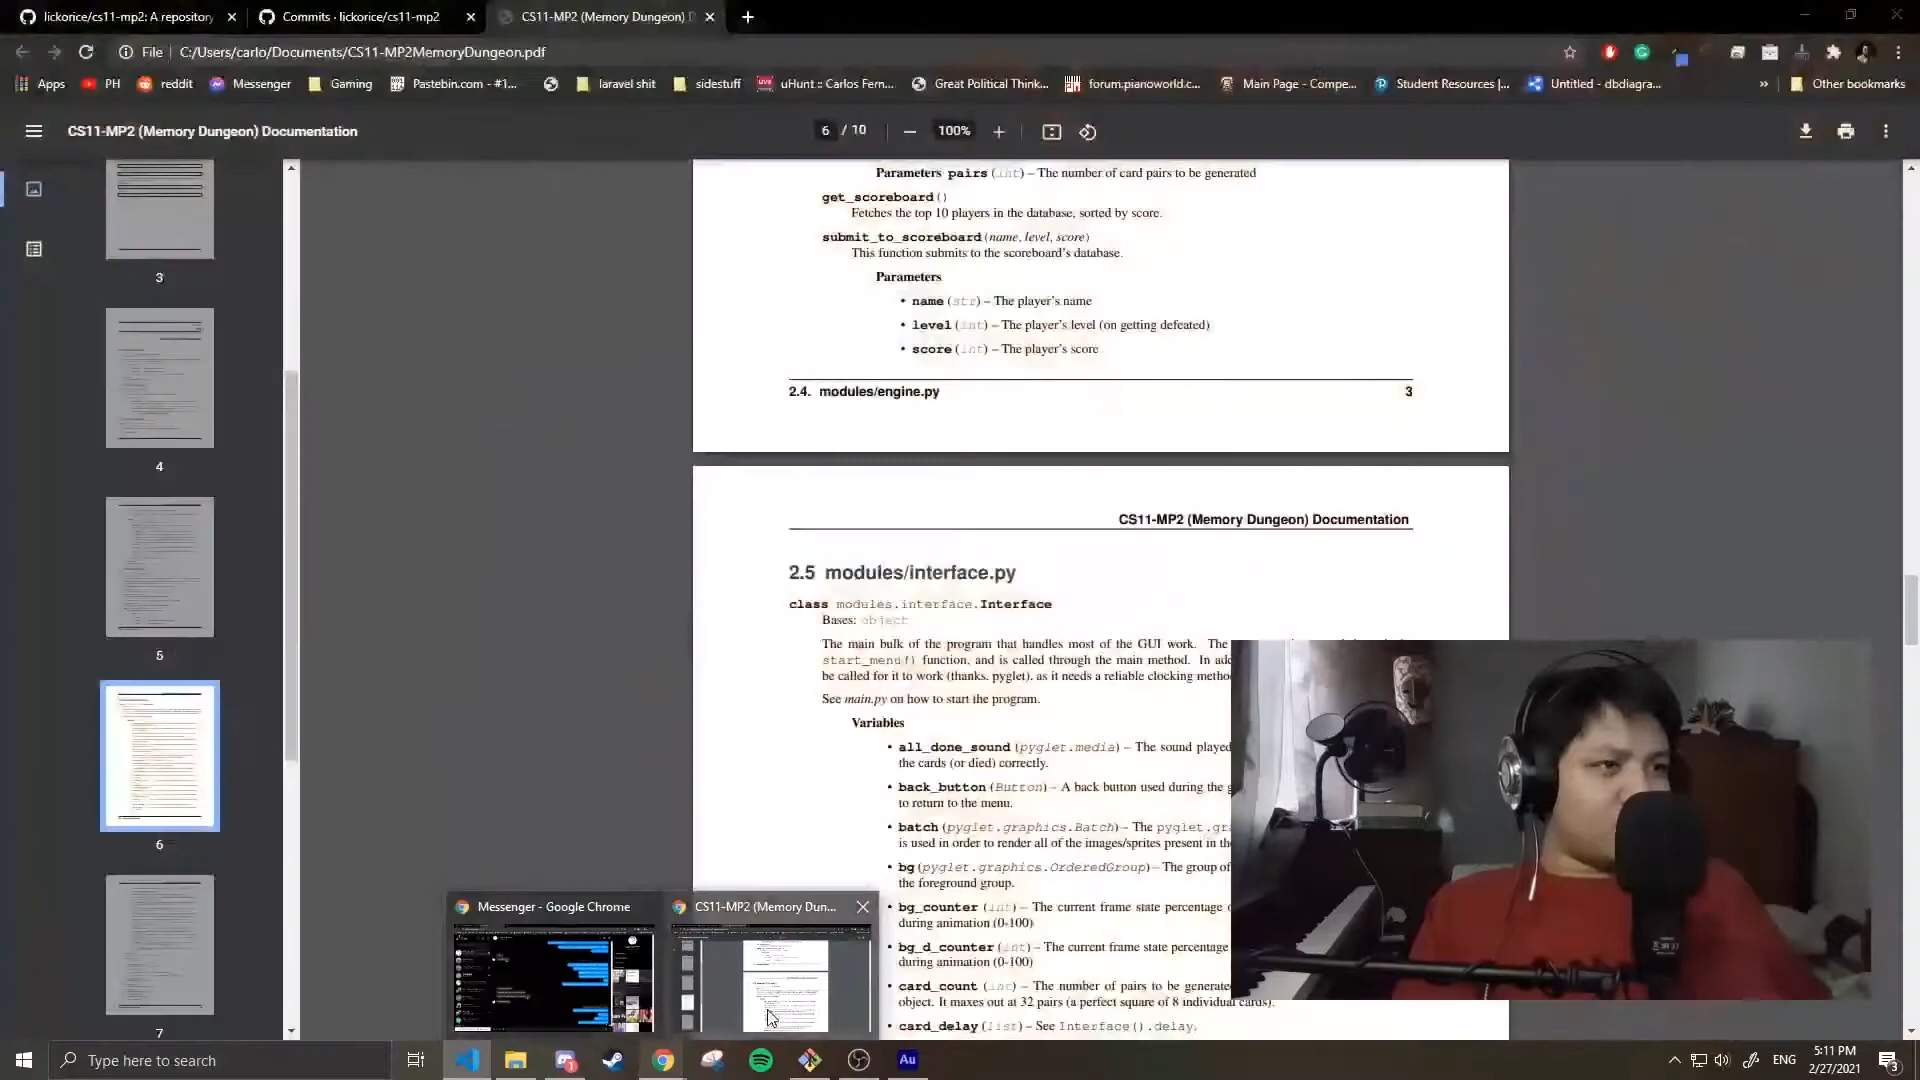 lickorice/cs11-mp2: A repository
Commits · lickorice/cs11-mp2
CS11-MP2 (Memory Dungeon) D
File
C:/Users/carlo/Documents/CS11-MP2MemoryDungeon.pdf
Apps
PH
reddit
Messenger
Gaming
Pastebin.com - #1...
laravel shit
sidestuff
uHunt :: Carlos Fern...
Great Political Think...
forum.pianoworld.c...
Main Page - Compe...
Student Resources |...
Untitled - dbdiagra...
»
Other bookmarks
CS11-MP2 (Memory Dungeon) Documentation
6 / 10
100%
3
4
5
6
7
Parameters pairs (int) – The number of card pairs to be generated
get_scoreboard()
Fetches the top 10 players in the database, sorted by score.
submit_to_scoreboard(name, level, score)
This function submits to the scoreboard's database.
Parameters
• name (str) – The player's name
• level (int) – The player's level (on getting defeated)
• score (int) – The player's score
2.4. modules/engine.py 3
CS11-MP2 (Memory Dungeon) Documentation
2.5 modules/interface.py
class modules.interface.Interface
Bases: object
The main bulk of the program that handles most of the GUI work. The
start_menu() function, and is called through the main method. In
be called for it to work (thanks, pyglet), as it needs a reliable clocking
See main.py on how to start the program.
Variables
• all_done_sound (pyglet.media) – The sound played
the cards (or died) correctly.
• back_button (Button) – A back button used during the
to return to the menu.
• batch (pyglet.graphics.Batch) – The pyglet.gr
is used in order to render all of the images/sprites present in
• bg (pyglet.graphics.OrderedGroup) – The group of
the foreground group.
• bg_counter (int) – The current frame state percentage
during animation (0-100)
• bg_d_counter (int) – The current frame state percentage
during animation (0-100)
• card_count (int) – The number of pairs to be
object. It maxes out at 32 pairs (a perfect square of 8 individual cards).
• card_delay (list) – See Interface().delay.
Messenger - Google Chrome
CS11-MP2 (Memory Dun...
Type here to search
1
Au
ENG
5:11 PM
2/27/2021
3